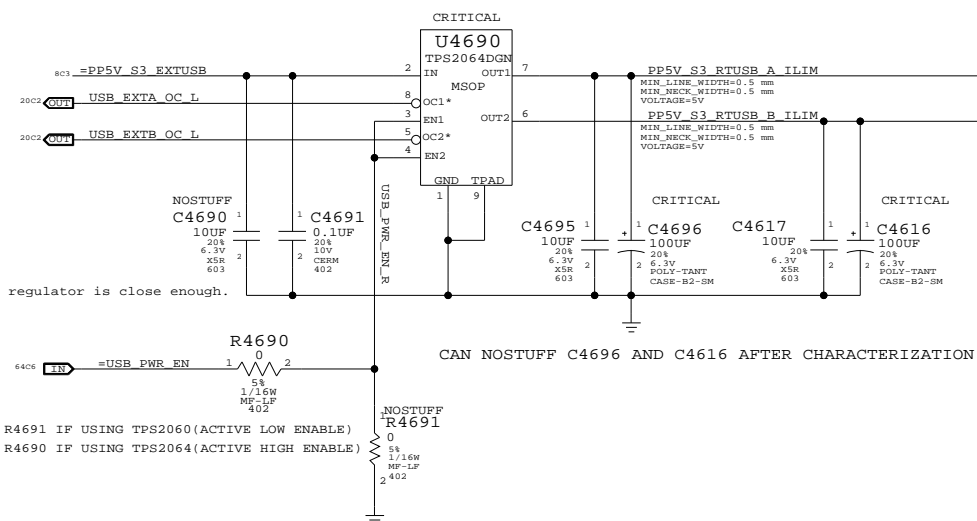 CRITICAL
U4690
TPS2064DGN
MSOP
8C3 =PP5V_S3_EXTUSB
2 IN
OUT1 7
PP5V_S3_RTUSB_A_ILIM
MIN_LINE_WIDTH=0.5 mm
MIN_NECK_WIDTH=0.5 mm
VOLTAGE=5V
20C2 OUT USB_EXTA_OC_L
8 OC1*
3 EN1
20C2 OUT USB_EXTB_OC_L
5 OC2*
4 EN2
OUT2 6
PP5V_S3_RTUSB_B_ILIM
MIN_LINE_WIDTH=0.5 mm
MIN_NECK_WIDTH=0.5 mm
VOLTAGE=5V
GND TPAD
1 9
USB_PWR_EN_R
NOSTUFF
C4690
10UF
20%
6.3V
X5R
603
1
2
C4691
0.1UF
20%
10V
CERM
402
1
2
C4695
10UF
20%
6.3V
X5R
603
1
2
CRITICAL
C4696
100UF
20%
6.3V
POLY-TANT
CASE-B2-SM
1
+
2
C4617
10UF
20%
6.3V
X5R
603
1
2
CRITICAL
C4616
100UF
20%
6.3V
POLY-TANT
CASE-B2-SM
1
+
2
regulator is close enough.
CAN NOSTUFF C4696 AND C4616 AFTER CHARACTERIZATION
64C6 IN =USB_PWR_EN
R4690
0
1 2
5%
1/16W
MF-LF
402
NOSTUFF
R4691
1
0
5%
1/16W
MF-LF
402
2
R4691 IF USING TPS2060(ACTIVE LOW ENABLE)
R4690 IF USING TPS2064(ACTIVE HIGH ENABLE)